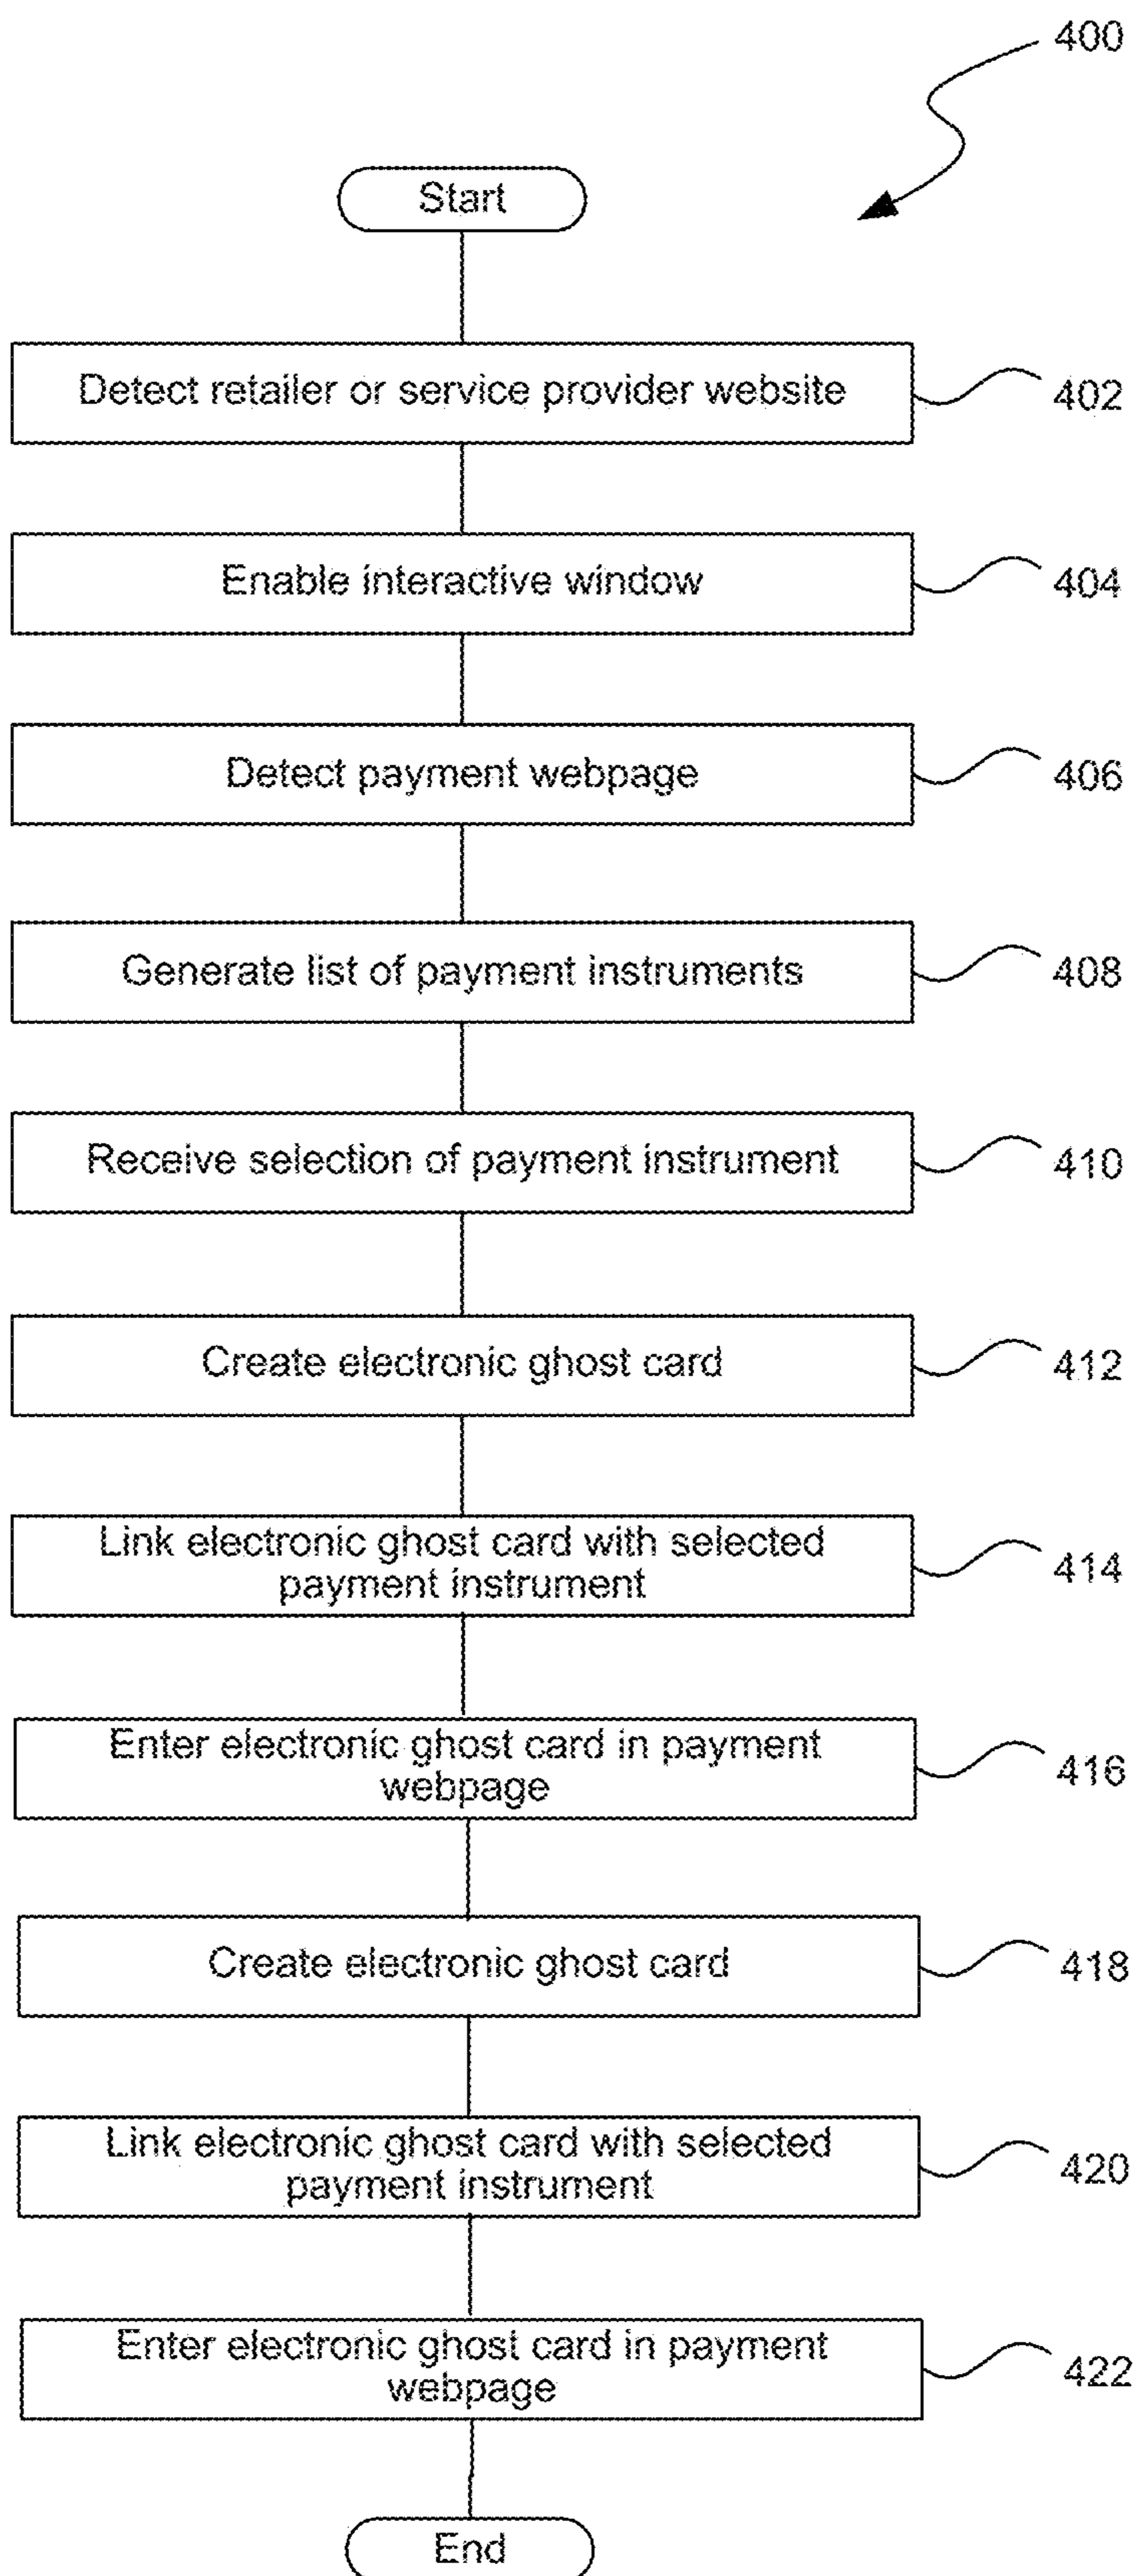 400
Start
Detect retailer or service provider website
402
Enable interactive window
404
Detect payment webpage
406
Generate list of payment instruments
408
Receive selection of payment instrument
410
Create electronic ghost card
412
Link electronic ghost card with selected
payment instrument
414
Enter electronic ghost card in payment
webpage
416
Create electronic ghost card
418
Link electronic ghost card with selected
payment instrument
420
Enter electronic ghost card in payment
webpage
422
End